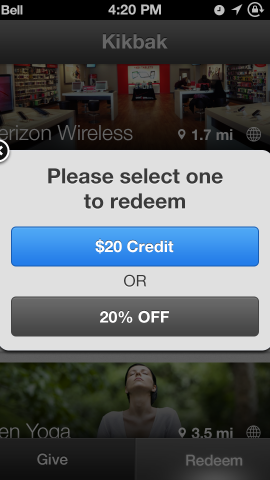 Bell 4:20 PM
Kikbak
erizon Wireless 1.7 mi
Please select one
to redeem
$20 Credit
OR
20% OFF
en Yoga 3.5 mi
Give Redeem